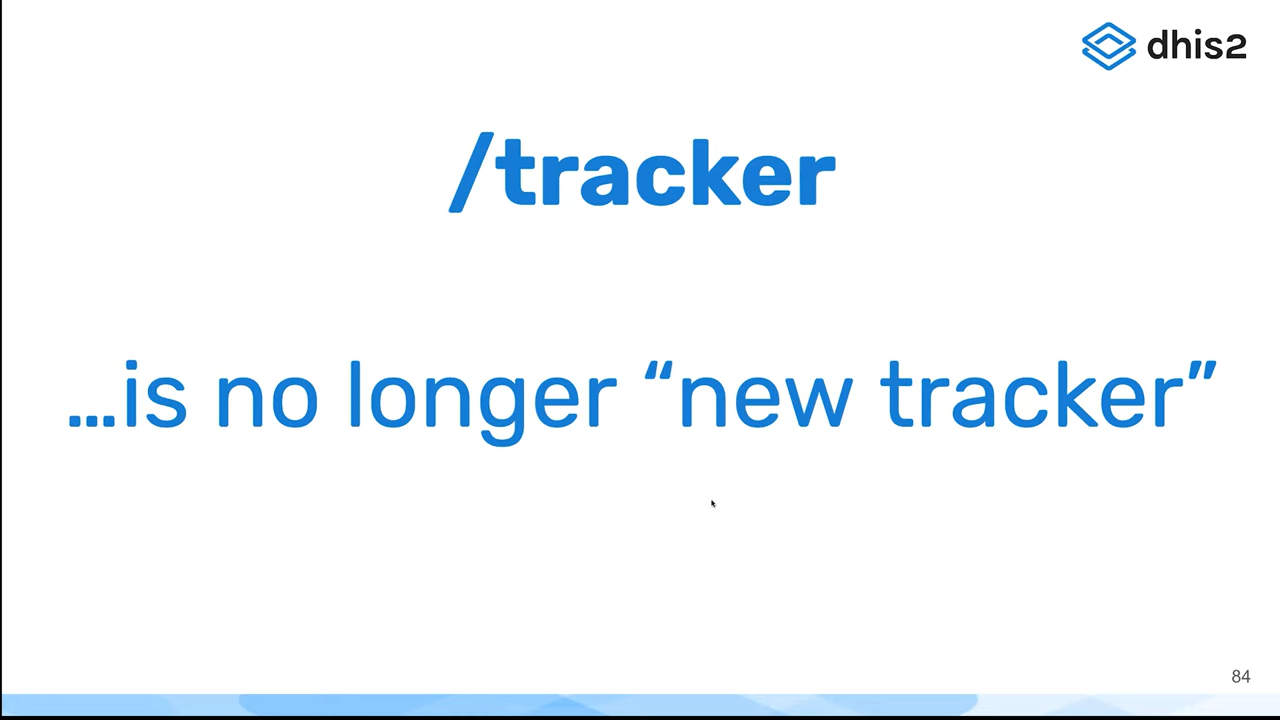 dhis2
/tracker
...is no longer “new tracker”
84